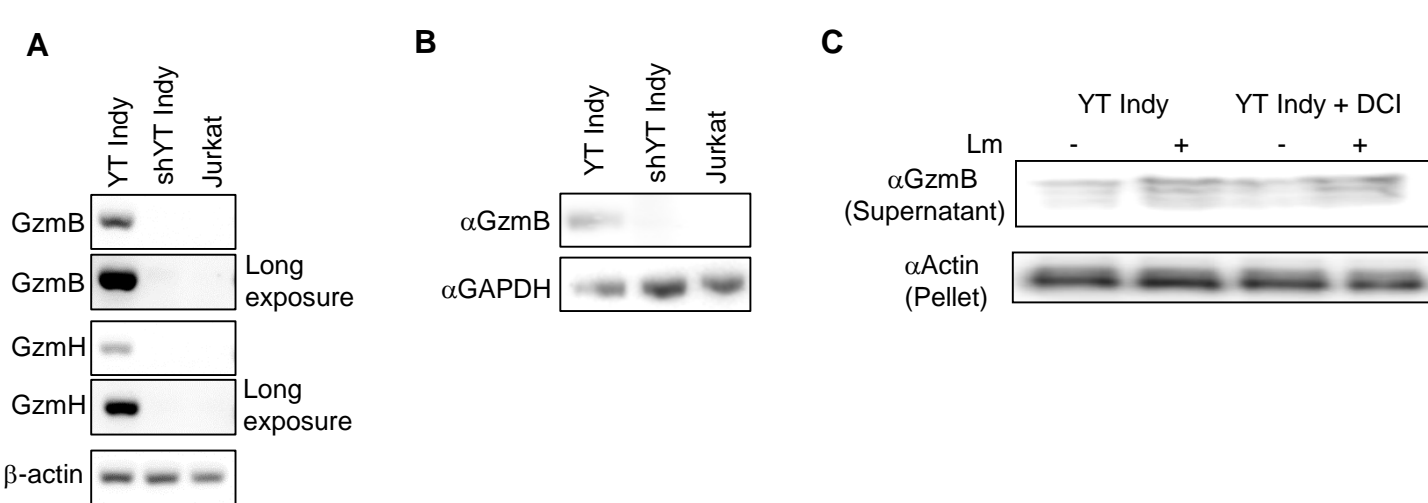 A
YT Indy
shYT Indy
Jurkat
GzmB
GzmB
Long
exposure
GzmH
GzmH
Long
exposure
β-actin
B
YT Indy
shYT Indy
Jurkat
αGzmB
αGAPDH
C
YT Indy
YT Indy + DCI
Lm - + - +
αGzmB
(Supernatant)
αActin
(Pellet)